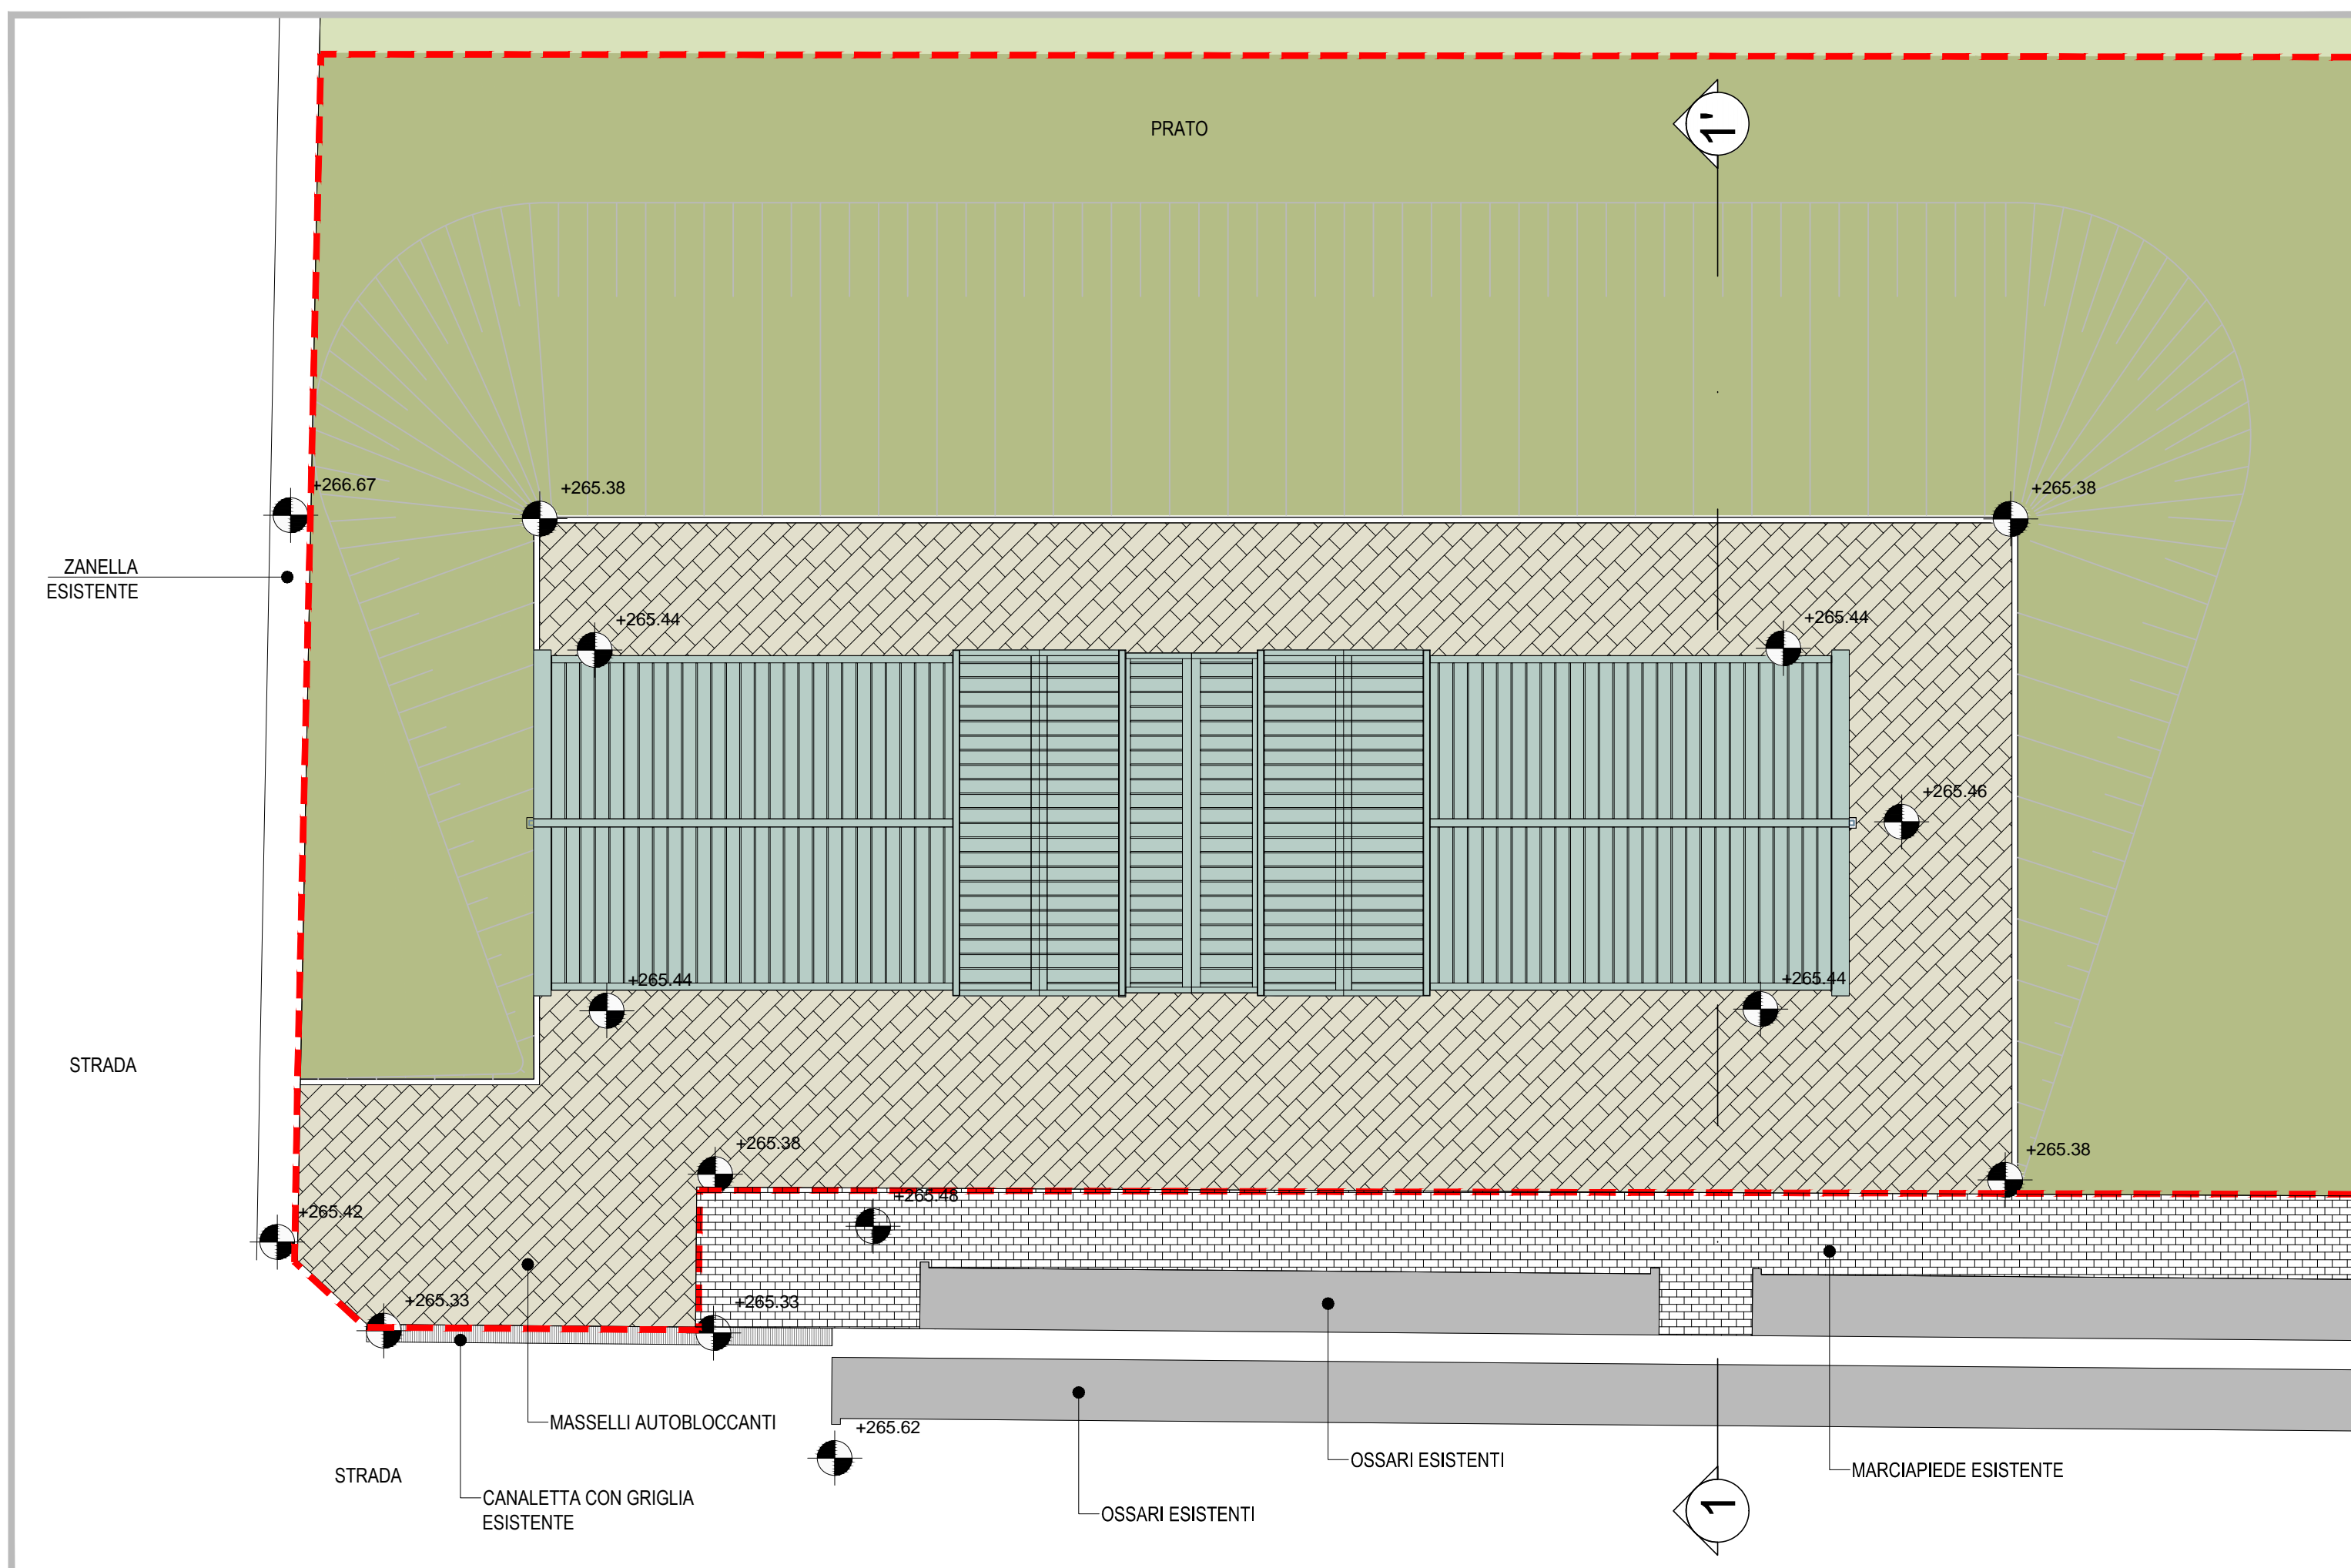 PRATO
1'
+266.67
+265.38
+265.38
ZANELLA
ESISTENTE
+265.44
+265.44
+265.46
+265.44
+265.44
STRADA
+265.38
+265.38
+265.48
+265.42
+265.33
+265.33
MASSELLI AUTOBLOCCANTI
+265.62
OSSARI ESISTENTI
MARCIAPIEDE ESISTENTE
STRADA
CANALETTA CON GRIGLIA
ESISTENTE
OSSARI ESISTENTI
1